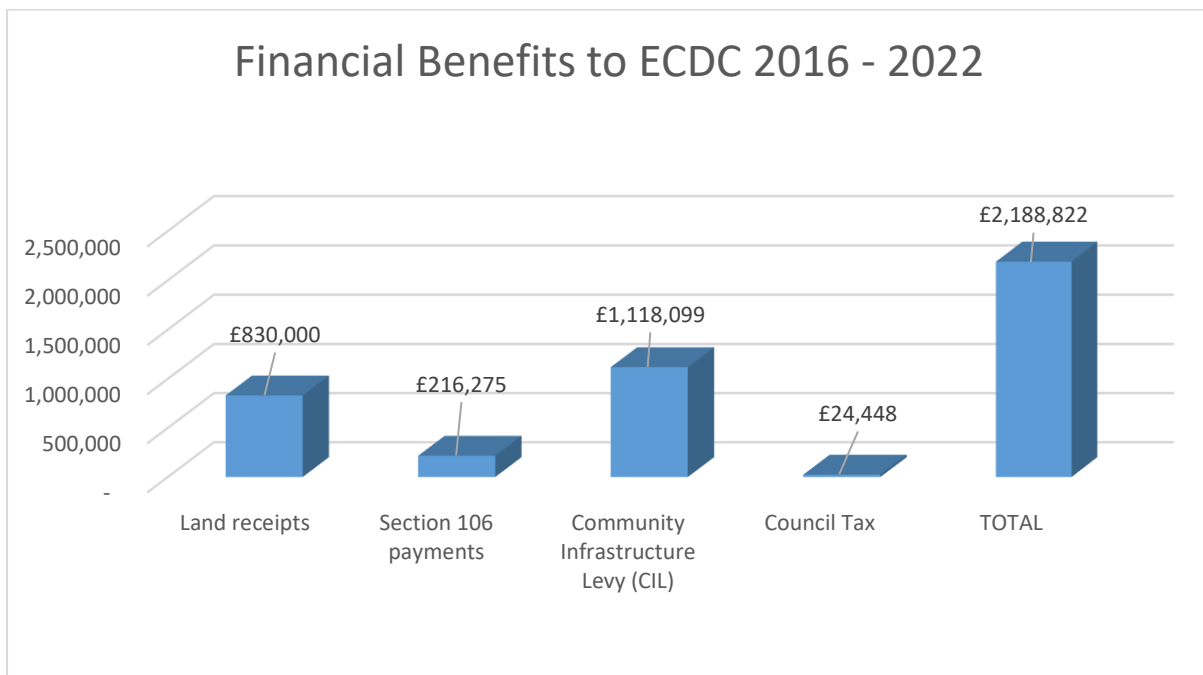 Financial Benefits to ECDC 2016 - 2022
2,500,000
2,000,000
1,500,000
1,000,000
500,000
-
£830,000
£216,275
£1,118,099
£24,448
£2,188,822
Land receipts
Section 106
payments
Community
Infrastructure
Levy (CIL)
Council Tax
TOTAL